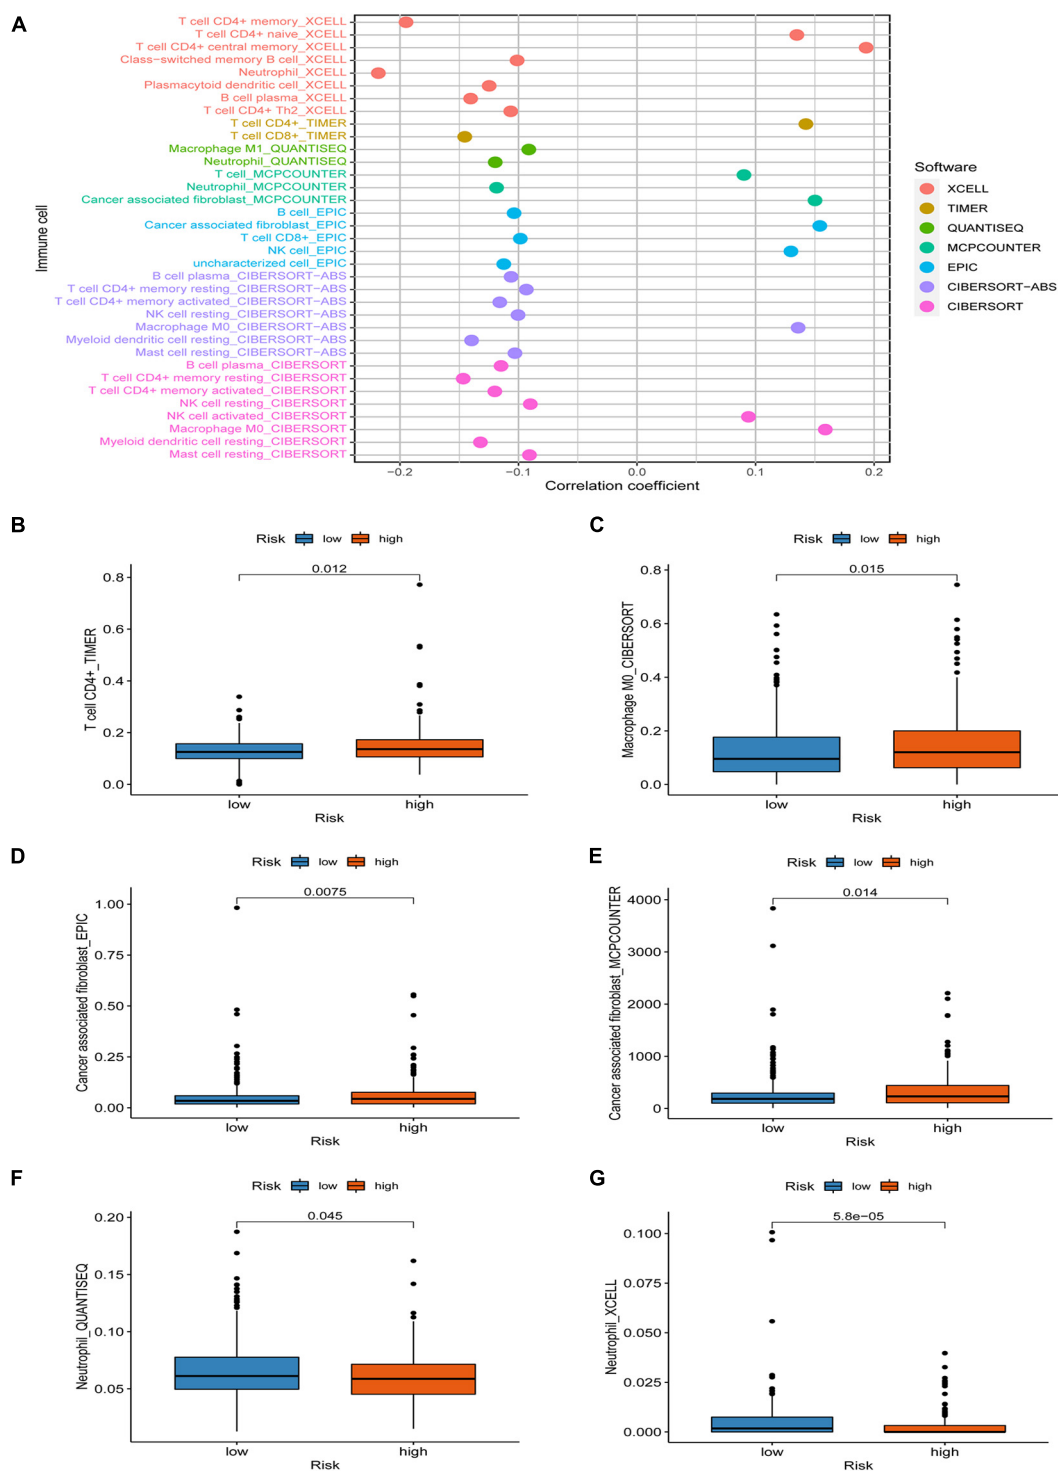 A
T cell CD4+ memory_XCELL
T cell CD4+ naive_XCELL
T cell CD4+ central memory_XCELL
Class-switched memory B cell_XCELL
Neutrophil_XCELL
Plasmacytoid dendritic cell_XCELL
B cell plasma_XCELL
T cell CD4+ Th2_XCELL
T cell CD4+_TIMER
T cell CD8+_TIMER
Macrophage M1_QUANTISEQ
Neutrophil_QUANTISEQ
T cell_MCPCOUNTER
Neutrophil_MCPCOUNTER
Cancer associated fibroblast_MCPCOUNTER
B cell_EPIC
Cancer associated fibroblast_EPIC
T cell CD8+_EPIC
NK cell_EPIC
uncharacterized cell_EPIC
B cell plasma_CIBERSORT-ABS
T cell CD4+ memory resting_CIBERSORT-ABS
T cell CD4+ memory activated_CIBERSORT-ABS
NK cell resting_CIBERSORT-ABS
Macrophage M0_CIBERSORT-ABS
Myeloid dendritic cell resting_CIBERSORT-ABS
Mast cell resting_CIBERSORT-ABS
B cell plasma_CIBERSORT
T cell CD4+ memory resting_CIBERSORT
T cell CD4+ memory activated_CIBERSORT
NK cell resting_CIBERSORT
NK cell activated_CIBERSORT
Macrophage M0_CIBERSORT
Myeloid dendritic cell resting_CIBERSORT
Mast cell resting_CIBERSORT
Immune cell
−0.2 −0.1 0.0 0.1 0.2
Correlation coefficient
Software
XCELL
TIMER
QUANTISEQ
MCPCOUNTER
EPIC
CIBERSORT-ABS
CIBERSORT
B
Risk low high
0.012
0.8
0.6
0.4
0.2
0.0
T cell CD4+_TIMER
low high
Risk
C
Risk low high
0.015
0.8
0.6
0.4
0.2
0.0
Macrophage M0_CIBERSORT
low high
Risk
D
Risk low high
0.0075
1.00
0.75
0.50
0.25
0.00
Cancer associated fibroblast_EPIC
low high
Risk
E
Risk low high
0.014
4000
3000
2000
1000
0
Cancer associated fibroblast_MCPCOUNTER
low high
Risk
F
Risk low high
0.045
0.20
0.15
0.10
0.05
Neutrophil_QUANTISEQ
low high
Risk
G
Risk low high
5.8e−05
0.100
0.075
0.050
0.025
0.000
Neutrophil_XCELL
low high
Risk